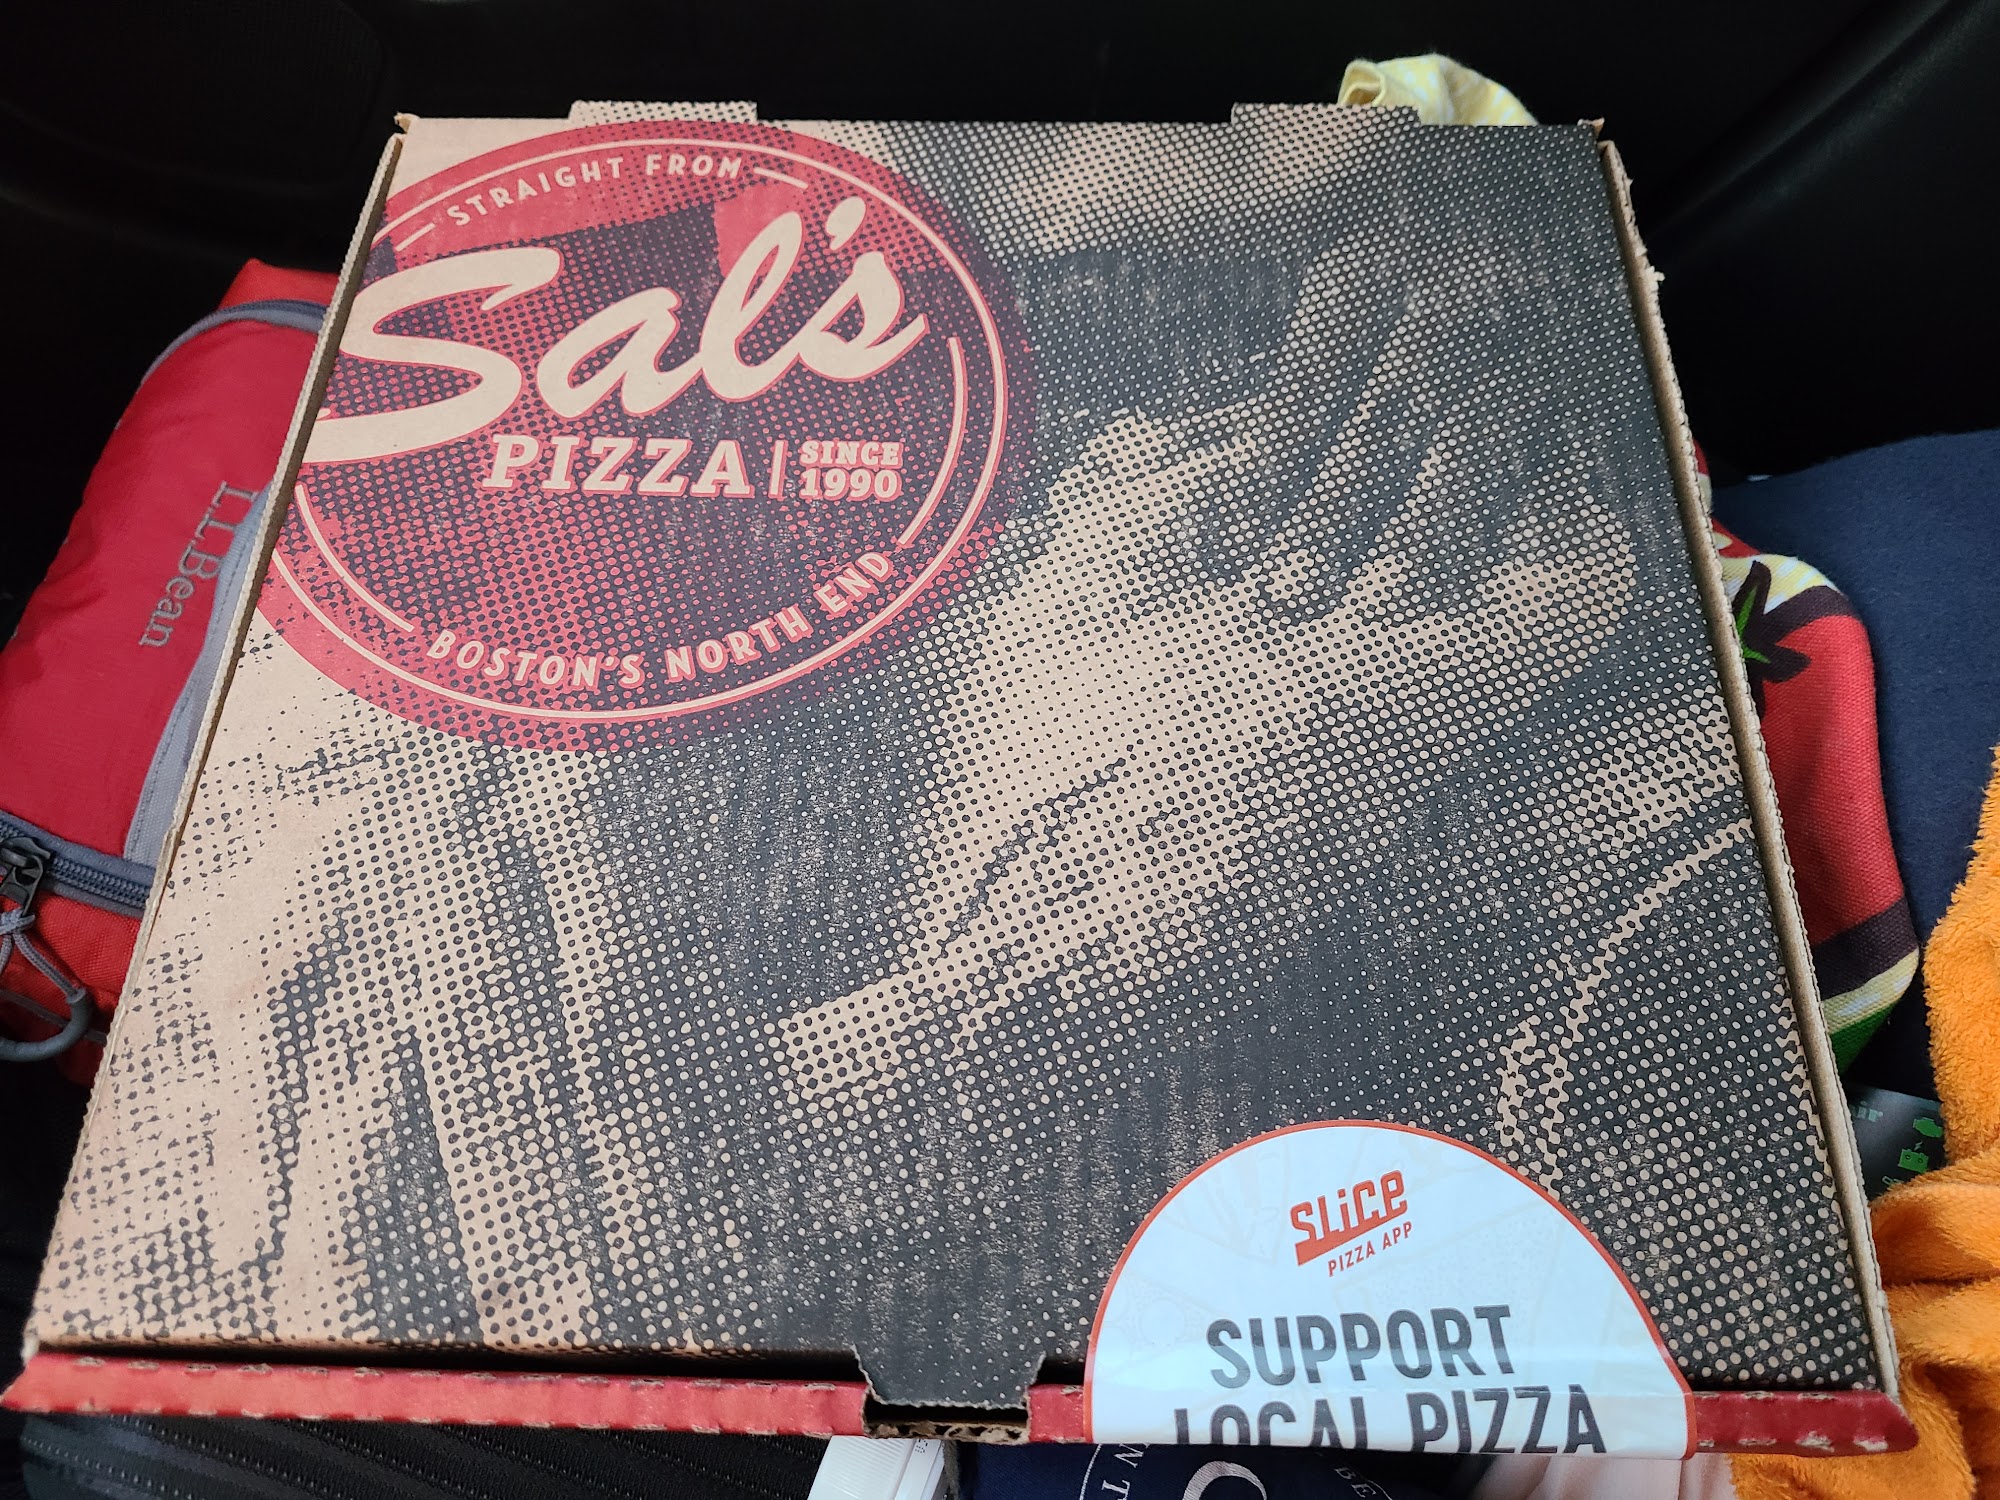 STRAIGHT FROM
Sal's
PIZZA | SINCE 1990
BOSTON'S NORTH END
L.L.Bean
SLiCE
PIZZA APP
SUPPORT
LOCAL PIZZA